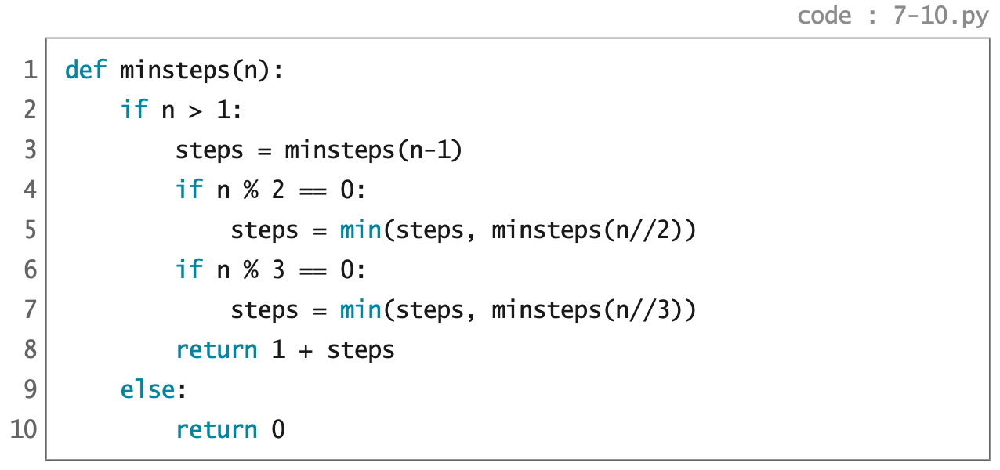 code : 7-10.py
1 def minsteps(n):
2     if n > 1:
3         steps = minsteps(n-1)
4         if n % 2 == 0:
5             steps = min(steps, minsteps(n//2))
6         if n % 3 == 0:
7             steps = min(steps, minsteps(n//3))
8         return 1 + steps
9     else:
10         return 0